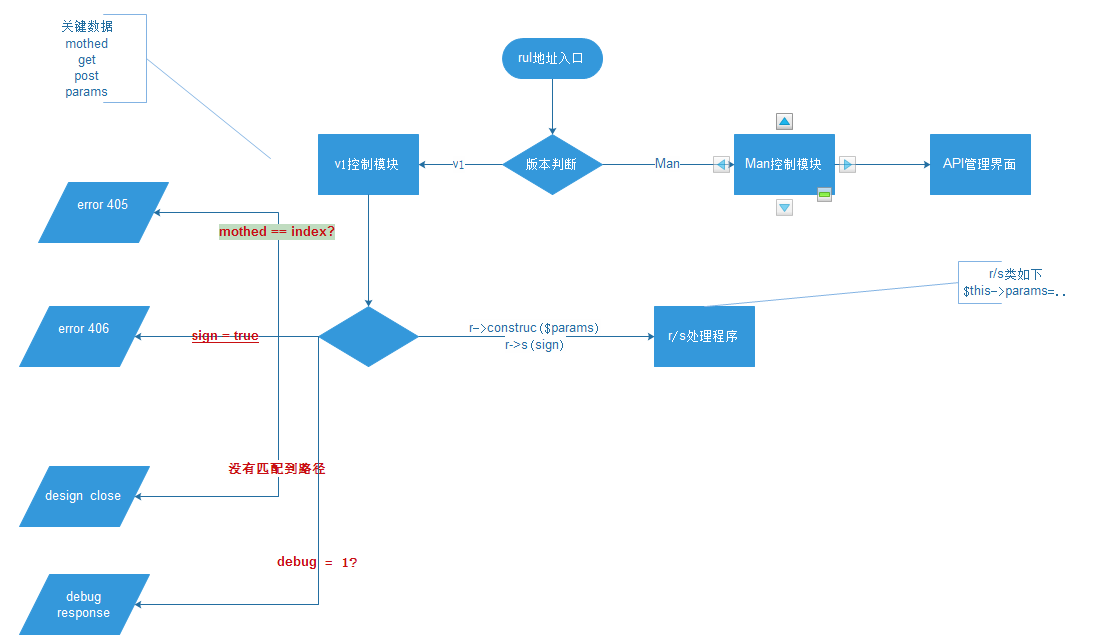 关键数据
mothed
get
post
params
rul地址入口
v1控制模块
v1
版本判断
Man
Man控制模块
API管理界面
error 405
mothed == index?
r/s类如下
$this->params=..
error 406
sign = true
r->construc($params)
r->s(sign)
r/s处理程序
没有匹配到路径
design close
debug = 1?
debug
response